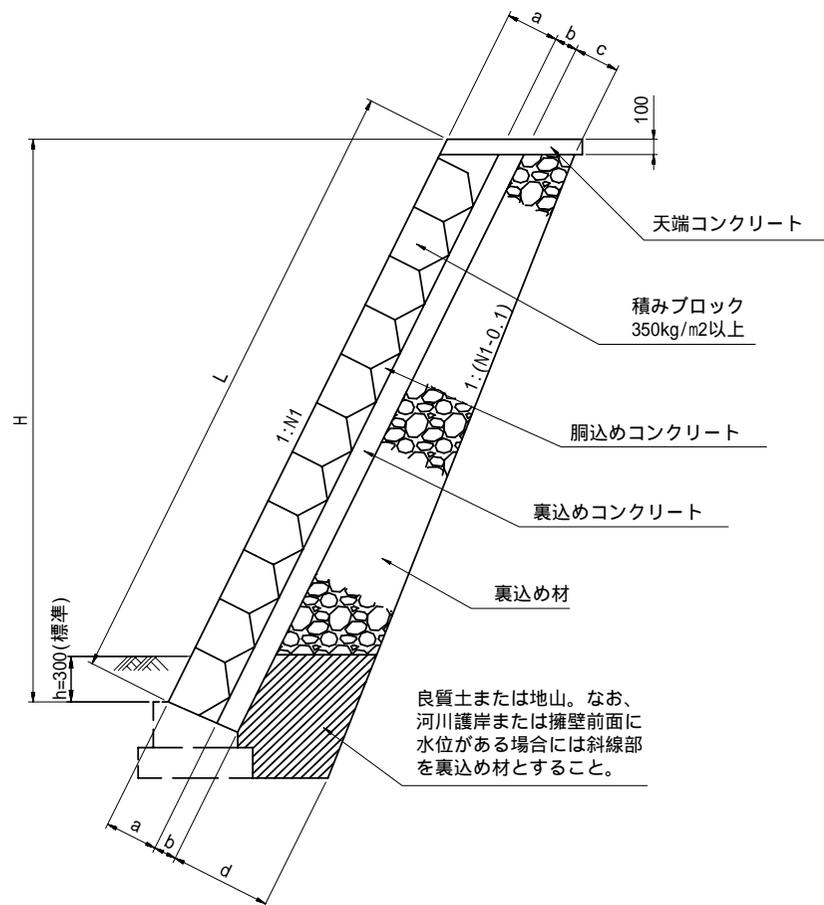 a
b
c
100
天端コンクリート
積みブロック
350kg/m2以上
1:(N1-0.1)
L
H
1:N1
胴込めコンクリート
裏込めコンクリート
裏込め材
h=300(標準)
良質土または地山。なお、
河川護岸または擁壁前面に
水位がある場合には斜線部
を裏込め材とすること。
a
b
d